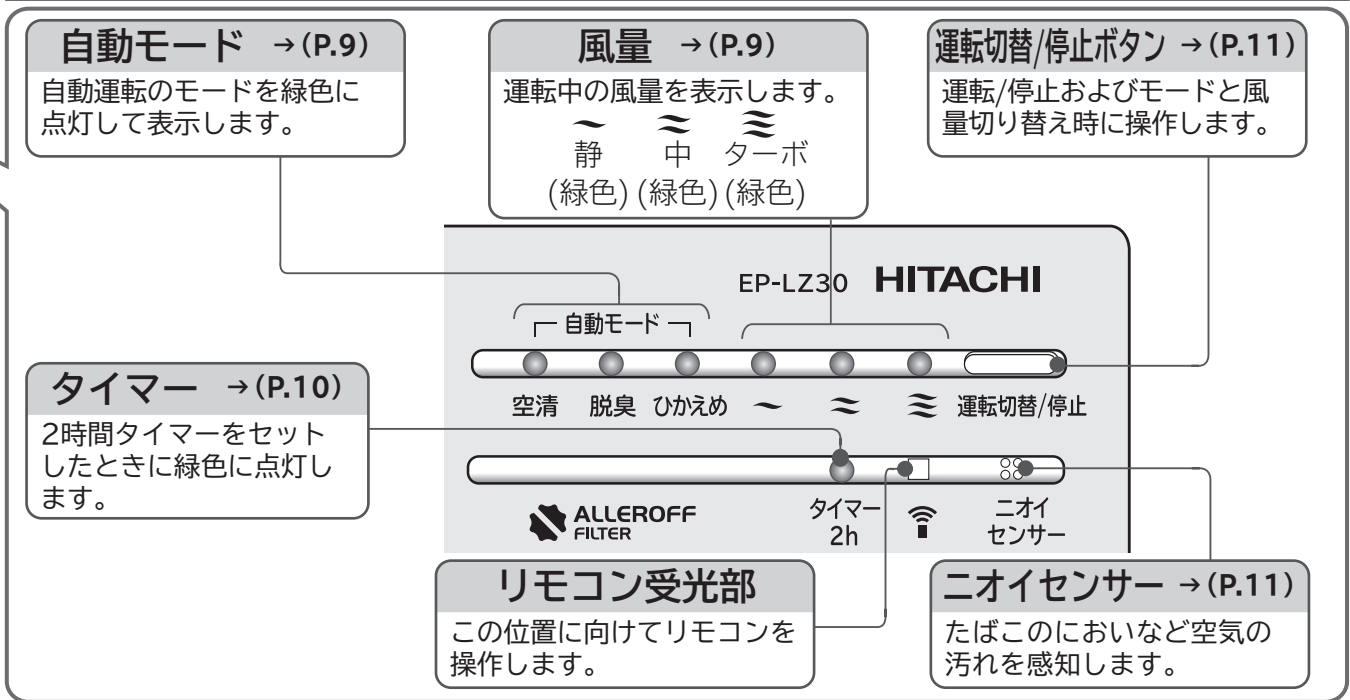 自動モード →(P.9)
自動運転のモードを緑色に
点灯して表示します。
風量 →(P.9)
運転中の風量を表示します。
静 中 ターボ
(緑色) (緑色) (緑色)
運転切替/停止ボタン →(P.11)
運転/停止およびモードと風
量切り替え時に操作します。
EP-LZ30 HITACHI
自動モード
空清 脱臭 ひかえめ 運転切替/停止
タイマー →(P.10)
2時間タイマーをセット
したときに緑色に点灯し
ます。
ALLEROFF
FILTER
タイマー
2h
ニオイ
センサー
リモコン受光部
この位置に向けてリモコンを
操作します。
ニオイセンサー →(P.11)
たばこのにおいなど空気の
汚れを感知します。